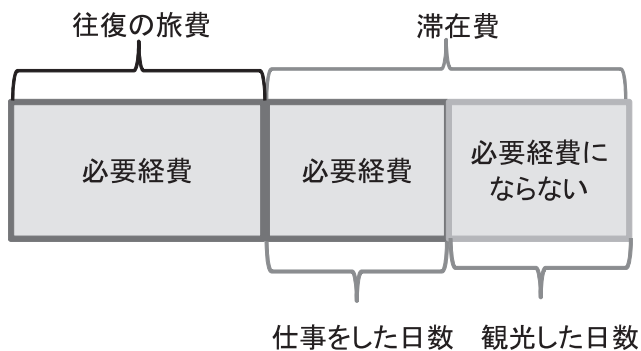 往復の旅費
滞在費
必要経費
必要経費
必要経費に
ならない
仕事をした日数
観光した日数